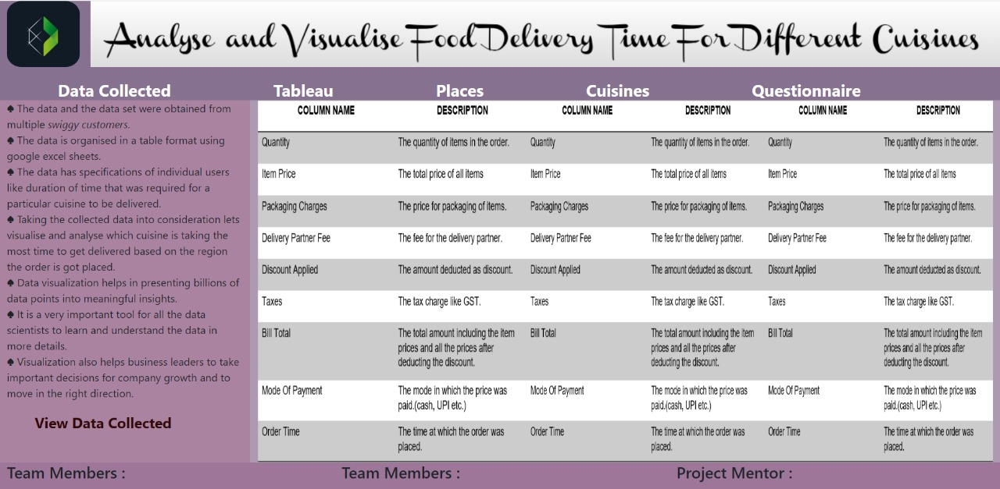 Analyse and Visualise Food Delivery Time For Different Cuisines
Data Collected
Tableau
Places
Cuisines
Questionnaire
♠ The data and the data set were obtained from
multiple swiggy customers.
♠ The data is organised in a table format using
google excel sheets.
♠ The data has specifications of individual users
like duration of time that was required for a
particular cuisine to be delivered.
♠ Taking the collected data into consideration lets
visualise and analyse which cuisine is taking the
most time to get delivered based on the region
the order is got placed.
♠ Data visualization helps in presenting billions of
data points into meaningful insights.
♠ It is a very important tool for all the data
scientists to learn and understand the data in
more details.
♠ Visualization also helps business leaders to take
important decisions for company growth and to
move in the right direction.
View Data Collected
COLUMN NAME DESCRIPTION COLUMN NAME DESCRIPTION COLUMN NAME DESCRIPTION
Quantity The quantity of items in the order. Quantity The quantity of items in the order. Quantity The quantity of items in the order.
Item Price The total price of all items Item Price The total price of all items Item Price The total price of all items
Packaging Charges The price for packaging of items. Packaging Charges The price for packaging of items. Packaging Charges The price for packaging of items.
Delivery Partner Fee The fee for the delivery partner. Delivery Partner Fee The fee for the delivery partner. Delivery Partner Fee The fee for the delivery partner.
Discount Applied The amount deducted as discount. Discount Applied The amount deducted as discount. Discount Applied The amount deducted as discount.
Taxes The tax charge like GST. Taxes The tax charge like GST. Taxes The tax charge like GST.
Bill Total The total amount including the item Bill Total The total amount including the item Bill Total The total amount including the item
prices and all the prices after prices and all the prices after prices and all the prices after
deducting the discount. deducting the discount. deducting the discount.
Mode Of Payment The mode in which the price was Mode Of Payment The mode in which the price was Mode Of Payment The mode in which the price was
paid.(cash, UPI etc.) paid.(cash, UPI etc.) paid.(cash, UPI etc.)
Order Time The time at which the order was Order Time The time at which the order was Order Time The time at which the order was
placed. placed. placed.
Team Members :
Team Members :
Project Mentor :